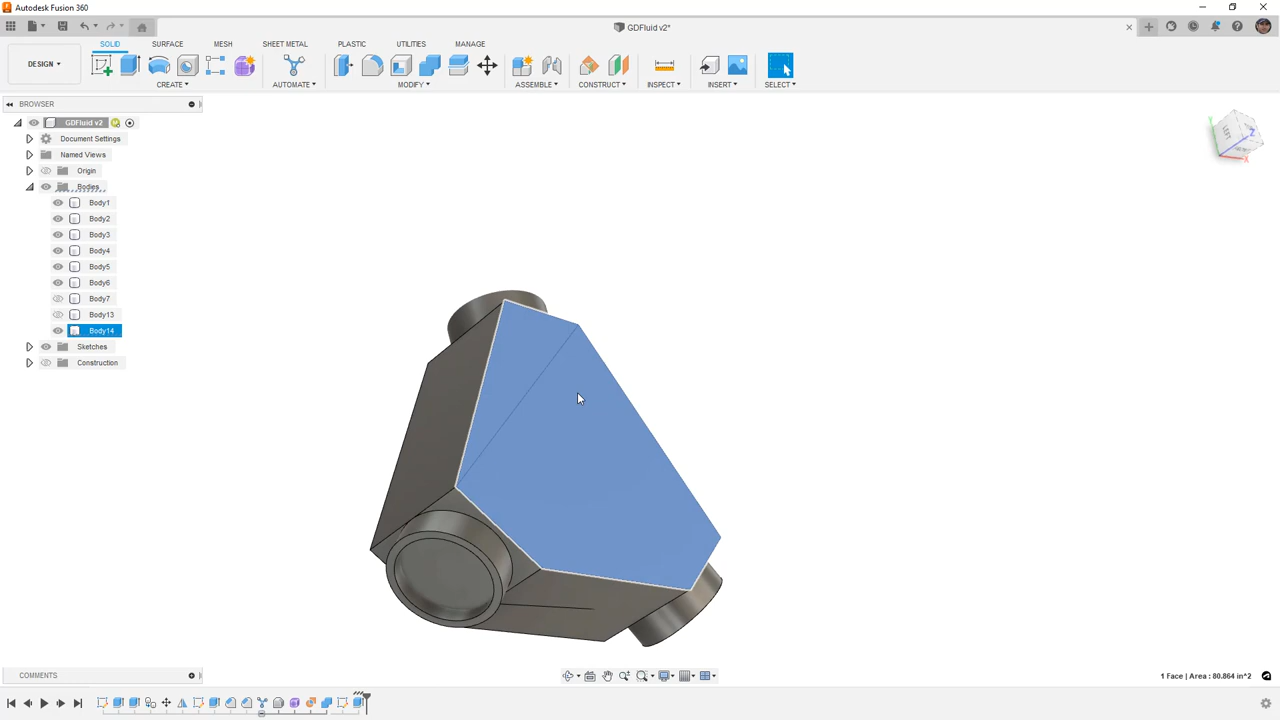 Autodesk Fusion 360
GDFluid v2*
DESIGN
SOLID SURFACE MESH SHEET METAL PLASTIC UTILITIES MANAGE
CREATE AUTOMATE MODIFY ASSEMBLE CONSTRUCT INSPECT INSERT SELECT
BROWSER
GDFluid v2
Document Settings
Named Views
Origin
Bodies
Body1
Body2
Body3
Body4
Body5
Body6
Body7
Body13
Body14
Sketches
Construction
Y
LEFT
Z
X
COMMENTS
1 Face | Area : 80.864 in^2